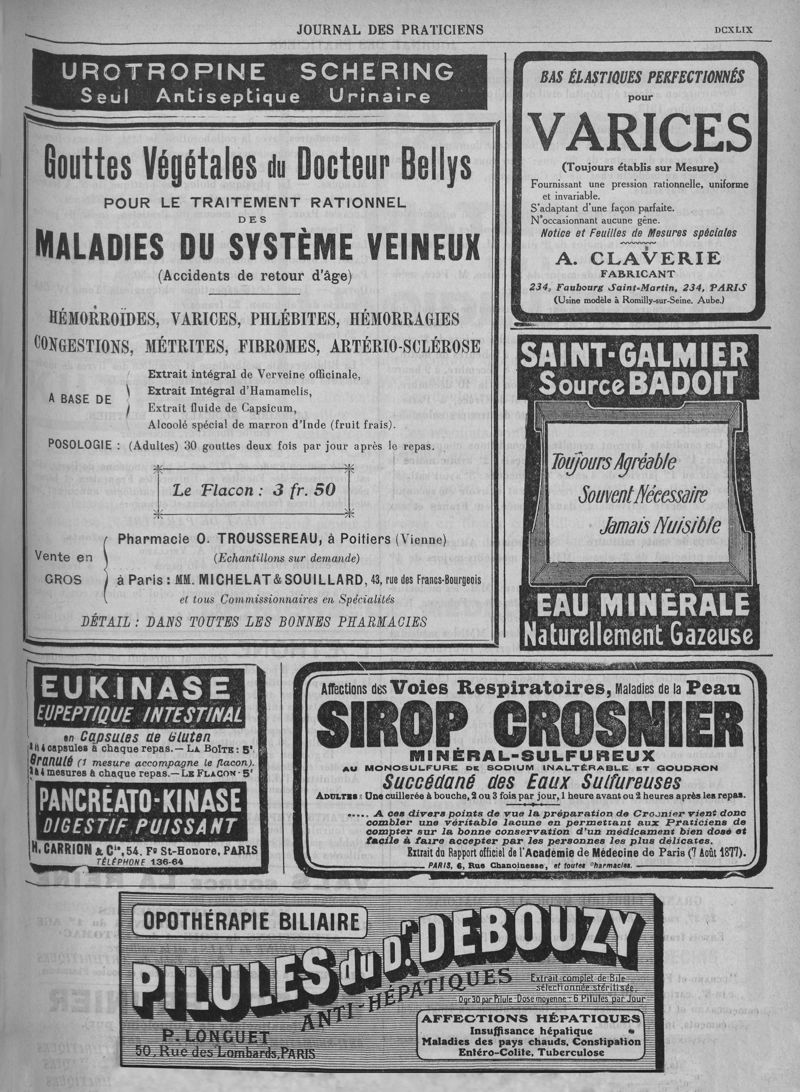 JOURNAL DES PRATICIENS
DCXLIX
UROTROPINE SCHERING
Seul Antiseptique Urinaire
Gouttes Végétales du Docteur Bellys
POUR LE TRAITEMENT RATIONNEL
DES
MALADIES DU SYSTÈME VEINEUX
(Accidents de retour d'âge)
HÉMORROÏDES, VARICES, PHLÉBITES, HÉMORRAGIES
CONGESTIONS, MÉTRITES, FIBROMES, ARTÉRIO-SCLÉROSE
A BASE DE
Extrait intégral de Verveine officinale,
Extrait Intégral d'Hamamelis,
Extrait fluide de Capsicum,
Alcoolé spécial de marron d'Inde (fruit frais).
POSOLOGIE : (Adultes) 30 gouttes deux fois par jour après le repas.
Le Flacon : 3 fr. 50
Vente en
GROS
Pharmacie O. TROUSSEREAU, à Poitiers (Vienne)
(Echantillons sur demande)
à Paris : MM. MICHELAT & SOUILLARD, 43, rue des Francs-Bourgeois
et tous Commissionnaires en Spécialités
DÉTAIL : DANS TOUTES LES BONNES PHARMACIES
BAS ÉLASTIQUES PERFECTIONNÉS
pour
VARICES
(Toujours établis sur Mesure)
Fournissant une pression rationnelle, uniforme
et invariable.
S'adaptant d'une façon parfaite.
N'occasionnant aucune gêne.
Notice et Feuilles de Mesures spéciales
A. CLAVERIE
FABRICANT
234, Faubourg Saint-Martin, 234, PARIS
(Usine modèle à Romilly-sur-Seine. Aube.)
SAINT-GALMIER
Source BADOIT
Toujours Agréable
Souvent Nécessaire
Jamais Nuisible
EAU MINÉRALE
Naturellement Gazeuse
EUKINASE
EUPEPTIQUE INTESTINAL
en Capsules de Gluten
2 à 4 capsules à chaque repas. — LA BOÎTE : 5f.
Granulé (1 mesure accompagne le flacon).
2 à 4 mesures à chaque repas. — LE FLACON - 5f
PANCRÉATO-KINASE
DIGESTIF PUISSANT
H. CARRION & Cie, 54, Fg St-Honore, PARIS
TÉLÉPHONE 136-64
Affections des Voies Respiratoires, Maladies de la Peau
SIROP CROSNIER
MINÉRAL-SULFUREUX
AU MONOSULFURE DE SODIUM INALTÉRABLE ET GOUDRON
Succédané des Eaux Sulfureuses
ADULTES : Une cuillerée à bouche, 2 ou 3 fois par jour, 1 heure avant ou 2 heures après les repas.
.... A ces divers points de vue la préparation de Crosnier vient donc
combler une véritable lacune en permettant aux Praticiens de
compter sur la bonne conservation d'un médicament bien dosé et
facile à faire accepter par les personnes les plus délicates.
Extrait du Rapport officiel de l'Académie de Médecine de Paris (7 Août 1877).
PARIS, 6, Rue Chanoinesse, et toutes Pharmacies.
OPOTHÉRAPIE BILIAIRE
PILULES du Dr. DEBOUZY
ANTI-HÉPATIQUES
Extrait complet de Bile
sélectionnée stérilisée.
0gr.30 par Pilule - Dose moyenne - 6 Pilules par Jour
P. LONGUET
50, Rue des Lombards, PARIS
AFFECTIONS HÉPATIQUES
Insuffisance hépatique
Maladies des pays chauds, Constipation
Entéro-Colite, Tuberculose